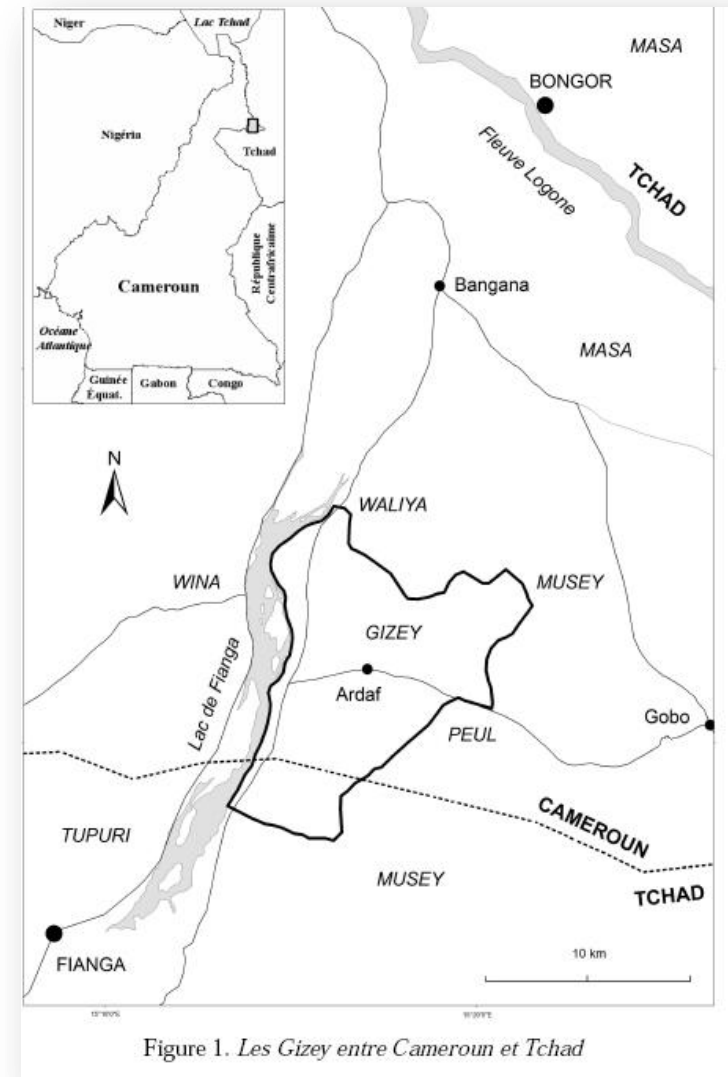 Niger
Lac Tchad
Nigéria
Tchad
République
Centrafricaine
Cameroun
Océane
Atlantique
Guinée
Équat.
Gabon
Congo
MASA
BONGOR
Fleuve Logone
TCHAD
Bangana
MASA
N
WALIYA
WINA
MUSEY
GIZEY
Ardaf
Lac de Fianga
PEUL
Gobo
CAMEROUN
TUPURI
TCHAD
MUSEY
FIANGA
10 km
Figure 1. Les Gizey entre Cameroun et Tchad